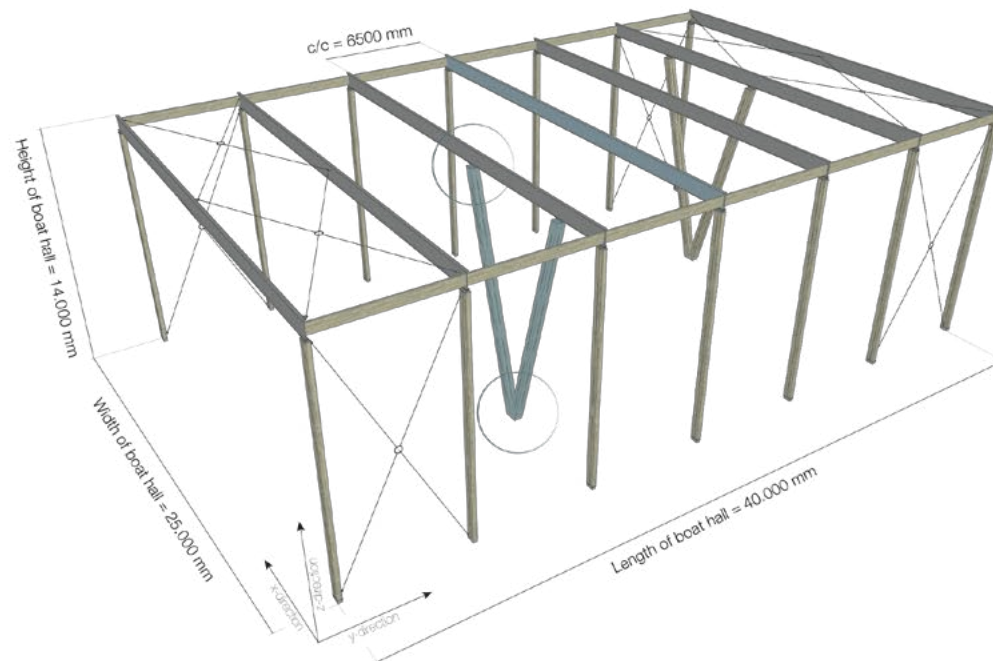 c/c = 6500 mm
Height of boat hall = 14.000 mm
Width of boat hall = 25.000 mm
Length of boat hall = 40.000 mm
x-direction
z-direction
y-direction